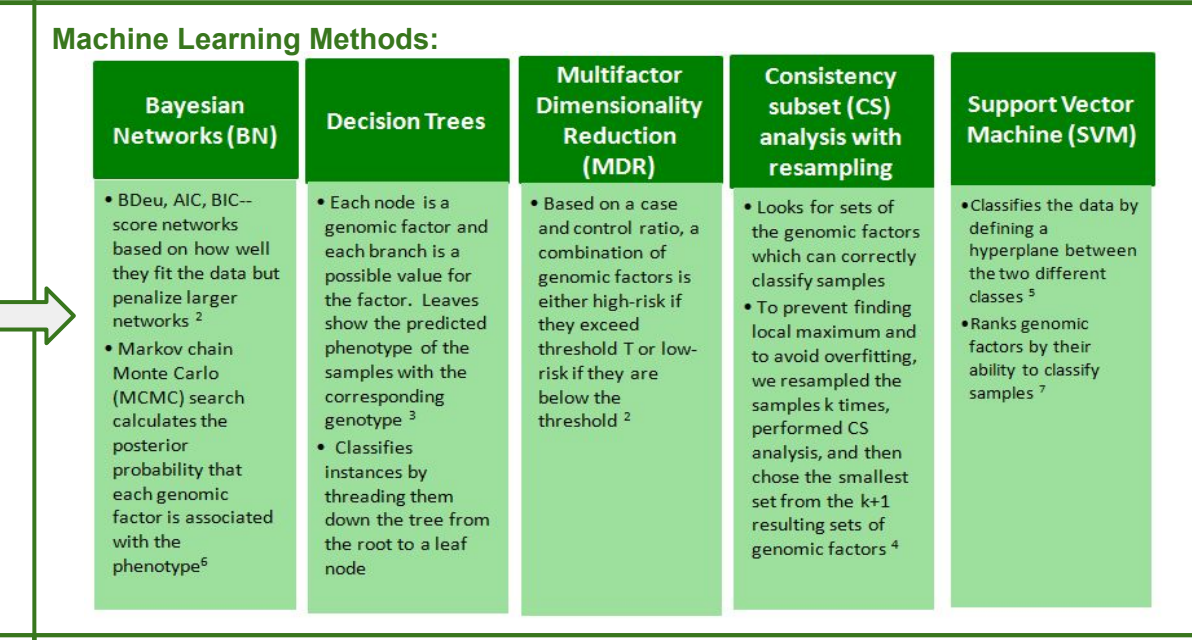 Machine Learning Methods:
Bayesian
Networks (BN)
• BDeu, AIC, BIC--
score networks
based on how well
they fit the data but
penalize larger
networks ²
• Markov chain
Monte Carlo
(MCMC) search
calculates the
posterior
probability that
each genomic
factor is associated
with the
phenotype⁶
Decision Trees
• Each node is a
genomic factor and
each branch is a
possible value for
the factor. Leaves
show the predicted
phenotype of the
samples with the
corresponding
genotype ³
• Classifies
instances by
threading them
down the tree from
the root to a leaf
node
Multifactor
Dimensionality
Reduction
(MDR)
• Based on a case
and control ratio, a
combination of
genomic factors is
either high-risk if
they exceed
threshold T or low-
risk if they are
below the
threshold ²
Consistency
subset (CS)
analysis with
resampling
• Looks for sets of
the genomic factors
which can correctly
classify samples
• To prevent finding
local maximum and
to avoid overfitting,
we resampled the
samples k times,
performed CS
analysis, and then
chose the smallest
set from the k+1
resulting sets of
genomic factors ⁴
Support Vector
Machine (SVM)
•Classifies the data by
defining a
hyperplane between
the two different
classes ⁵
•Ranks genomic
factors by their
ability to classify
samples ⁷